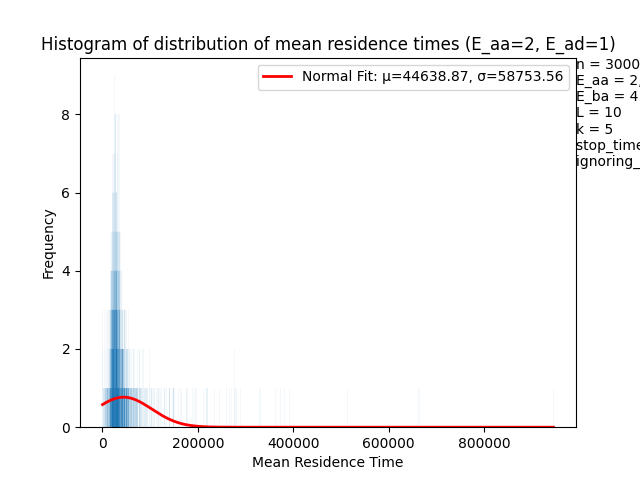 Histogram of distribution of mean residence times (E_aa=2, E_ad=1)
Normal Fit: μ=44638.87, σ=58753.56
n = 3000
E_aa = 2,
E_ba = 4
L = 10
k = 5
stop_time
ignoring_
Frequency
8
6
4
2
0
0 200000 400000 600000 800000
Mean Residence Time